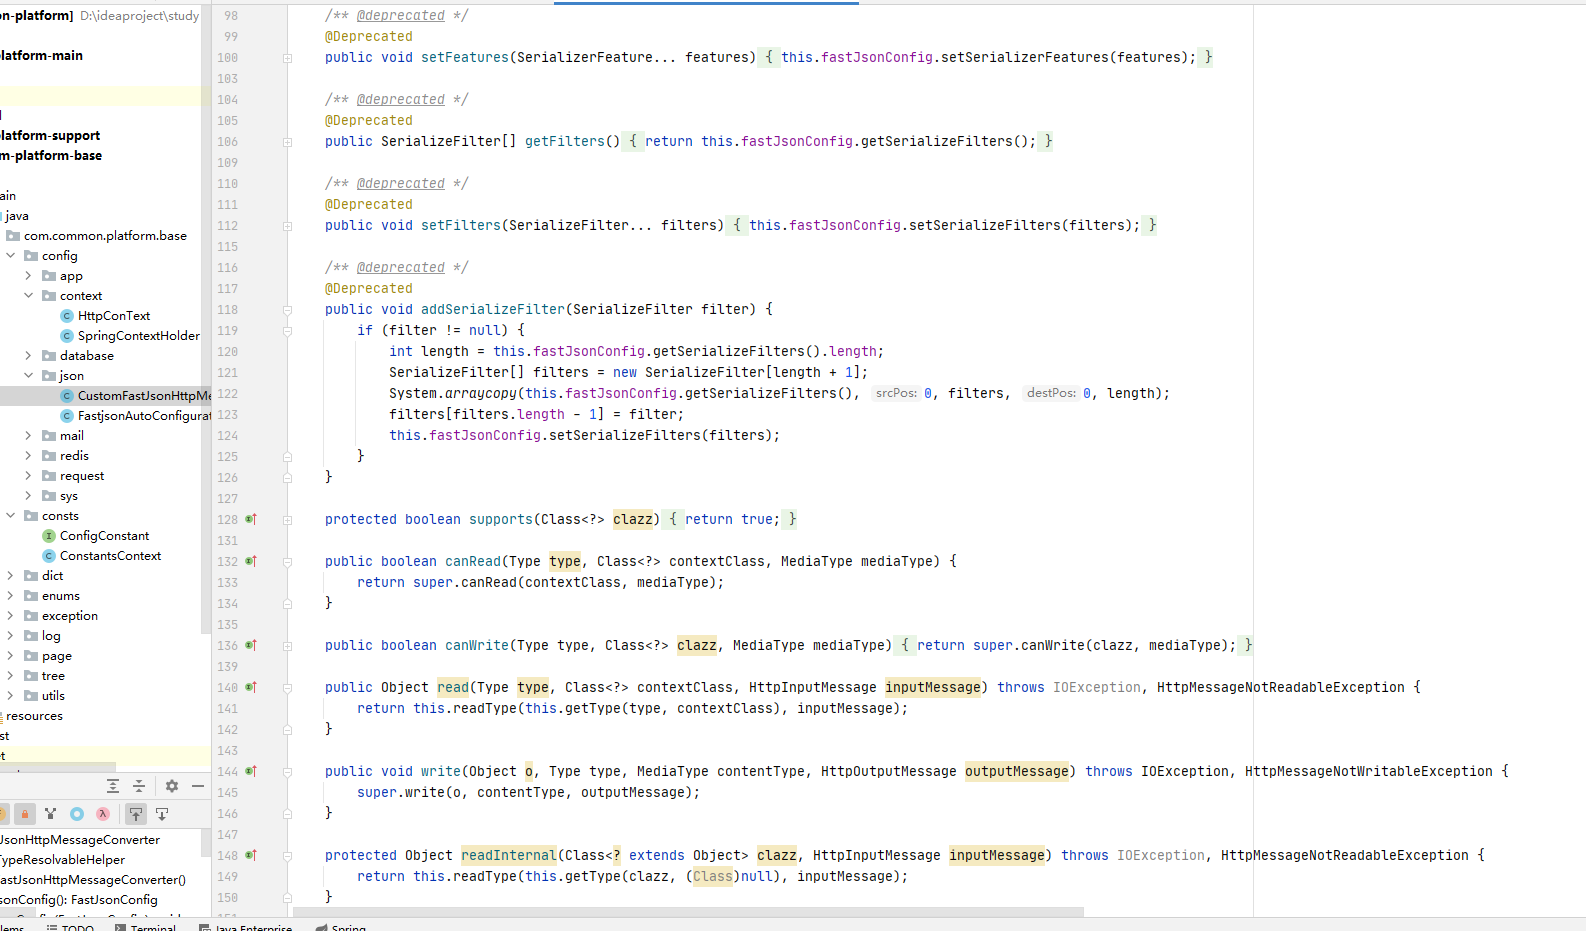 on-platform] D:\ideaproject\study
latform-main
latform-support
m-platform-base
ain
java
com.common.platform.base
config
app
context
HttpConText
SpringContextHolder
database
json
CustomFastJsonHttpMe
FastjsonAutoConfigurat
mail
redis
request
sys
consts
ConfigConstant
ConstantsContext
dict
enums
exception
log
page
tree
utils
resources
st
et
JsonHttpMessageConverter
TypeResolvableHelper
astJsonHttpMessageConverter()
sonConfig(): FastJsonConfig
98 /** @deprecated */
99 @Deprecated
100 public void setFeatures(SerializerFeature... features) { this.fastJsonConfig.setSerializerFeatures(features); }
103
104 /** @deprecated */
105 @Deprecated
106 public SerializeFilter[] getFilters() { return this.fastJsonConfig.getSerializeFilters(); }
109
110 /** @deprecated */
111 @Deprecated
112 public void setFilters(SerializeFilter... filters) { this.fastJsonConfig.setSerializeFilters(filters); }
115
116 /** @deprecated */
117 @Deprecated
118 public void addSerializeFilter(SerializeFilter filter) {
119 if (filter != null) {
120 int length = this.fastJsonConfig.getSerializeFilters().length;
121 SerializeFilter[] filters = new SerializeFilter[length + 1];
122 System.arraycopy(this.fastJsonConfig.getSerializeFilters(), srcPos: 0, filters, destPos: 0, length);
123 filters[filters.length - 1] = filter;
124 this.fastJsonConfig.setSerializeFilters(filters);
125 }
126 }
127
128 protected boolean supports(Class<?> clazz) { return true; }
131
132 public boolean canRead(Type type, Class<?> contextClass, MediaType mediaType) {
133 return super.canRead(contextClass, mediaType);
134 }
135
136 public boolean canWrite(Type type, Class<?> clazz, MediaType mediaType) { return super.canWrite(clazz, mediaType); }
139
140 public Object read(Type type, Class<?> contextClass, HttpInputMessage inputMessage) throws IOException, HttpMessageNotReadableException {
141 return this.readType(this.getType(type, contextClass), inputMessage);
142 }
143
144 public void write(Object o, Type type, MediaType contentType, HttpOutputMessage outputMessage) throws IOException, HttpMessageNotWritableException {
145 super.write(o, contentType, outputMessage);
146 }
147
148 protected Object readInternal(Class<? extends Object> clazz, HttpInputMessage inputMessage) throws IOException, HttpMessageNotReadableException {
149 return this.readType(this.getType(clazz, (Class)null), inputMessage);
150 }
lems TODO Terminal Java Enterprise Spring